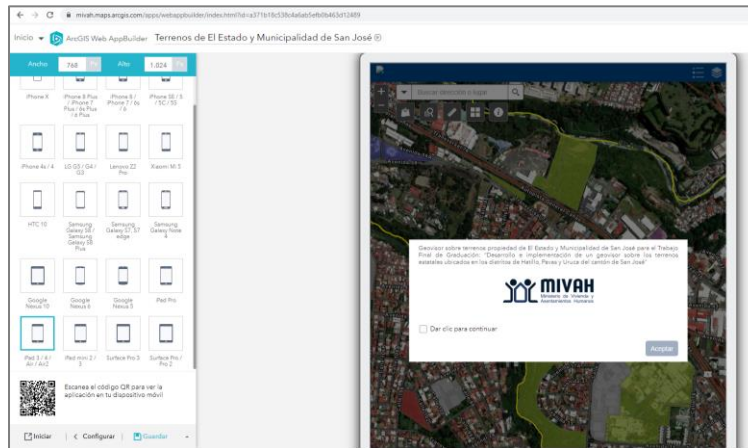 mivah.maps.arcgis.com/apps/webappbuilder/index.html?id=a371b18c538c4a6ab5efb0b463d12889
Inicio
ArcGIS Web AppBuilder
Terrenos de El Estado y Municipalidad de San José
Ancho 768 Px Alto 1,024 Px
iPhone X
iPhone 8 Plus
/ iPhone 7
Plus / 6s Plus
/ 6 Plus
iPhone 8 /
iPhone 7 / 6s
/ 6
iPhone SE / 5
/ 5C / 5S
iPhone 4s / 4
LG G5 / G4 /
G3
Lenovo Z2
Pro
Xiaomi Mi 5
HTC 10
Samsung
Galaxy S8 /
Samsung
Galaxy S8
Plus
Samsung
Galaxy S7, S7
edge
Samsung
Galaxy Note
4
Google
Nexus 10
Google
Nexus 6
Google
Nexus 5
iPad Pro
iPad 3 / 4 /
Air / Air2
iPad mini 2 /
3
Surface Pro 3
Surface Pro /
Pro 2
Escanea el código QR para ver la
aplicación en tu dispositivo móvil
Iniciar
Configurar
Guardar
Buscar dirección o lugar
Geovisor sobre terrenos propiedad de El Estado y Municipalidad de San José para el Trabajo
Final de Graduación: "Desarrollo e implementación de un geovisor sobre los terrenos
estatales ubicados en los distritos de Hatillo, Pavas y Uruca del cantón de San José"
MIVAH
Ministerio de Vivienda y
Asentamientos Humanos
Dar clic para continuar
Aceptar